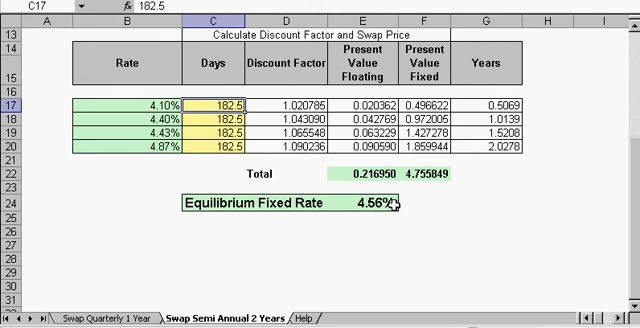 C17 fx 182.5
A B C D E F G H I
13 Calculate Discount Factor and Swap Price
14 Present Present
Rate Days Discount Factor Value Value Years
15 Floating Fixed
16
17 4.10% 182.5 1.020785 0.020362 0.496622 0.5069
18 4.40% 182.5 1.043090 0.042769 0.972005 1.0139
19 4.43% 182.5 1.065548 0.063229 1.427278 1.5208
20 4.87% 182.5 1.090236 0.090590 1.859944 2.0278
21
22 Total 0.216950 4.755849
23
24 Equilibrium Fixed Rate 4.56%
25
26
27
28
29
30
31
Swap Quarterly 1 Year Swap Semi Annual 2 Years Help